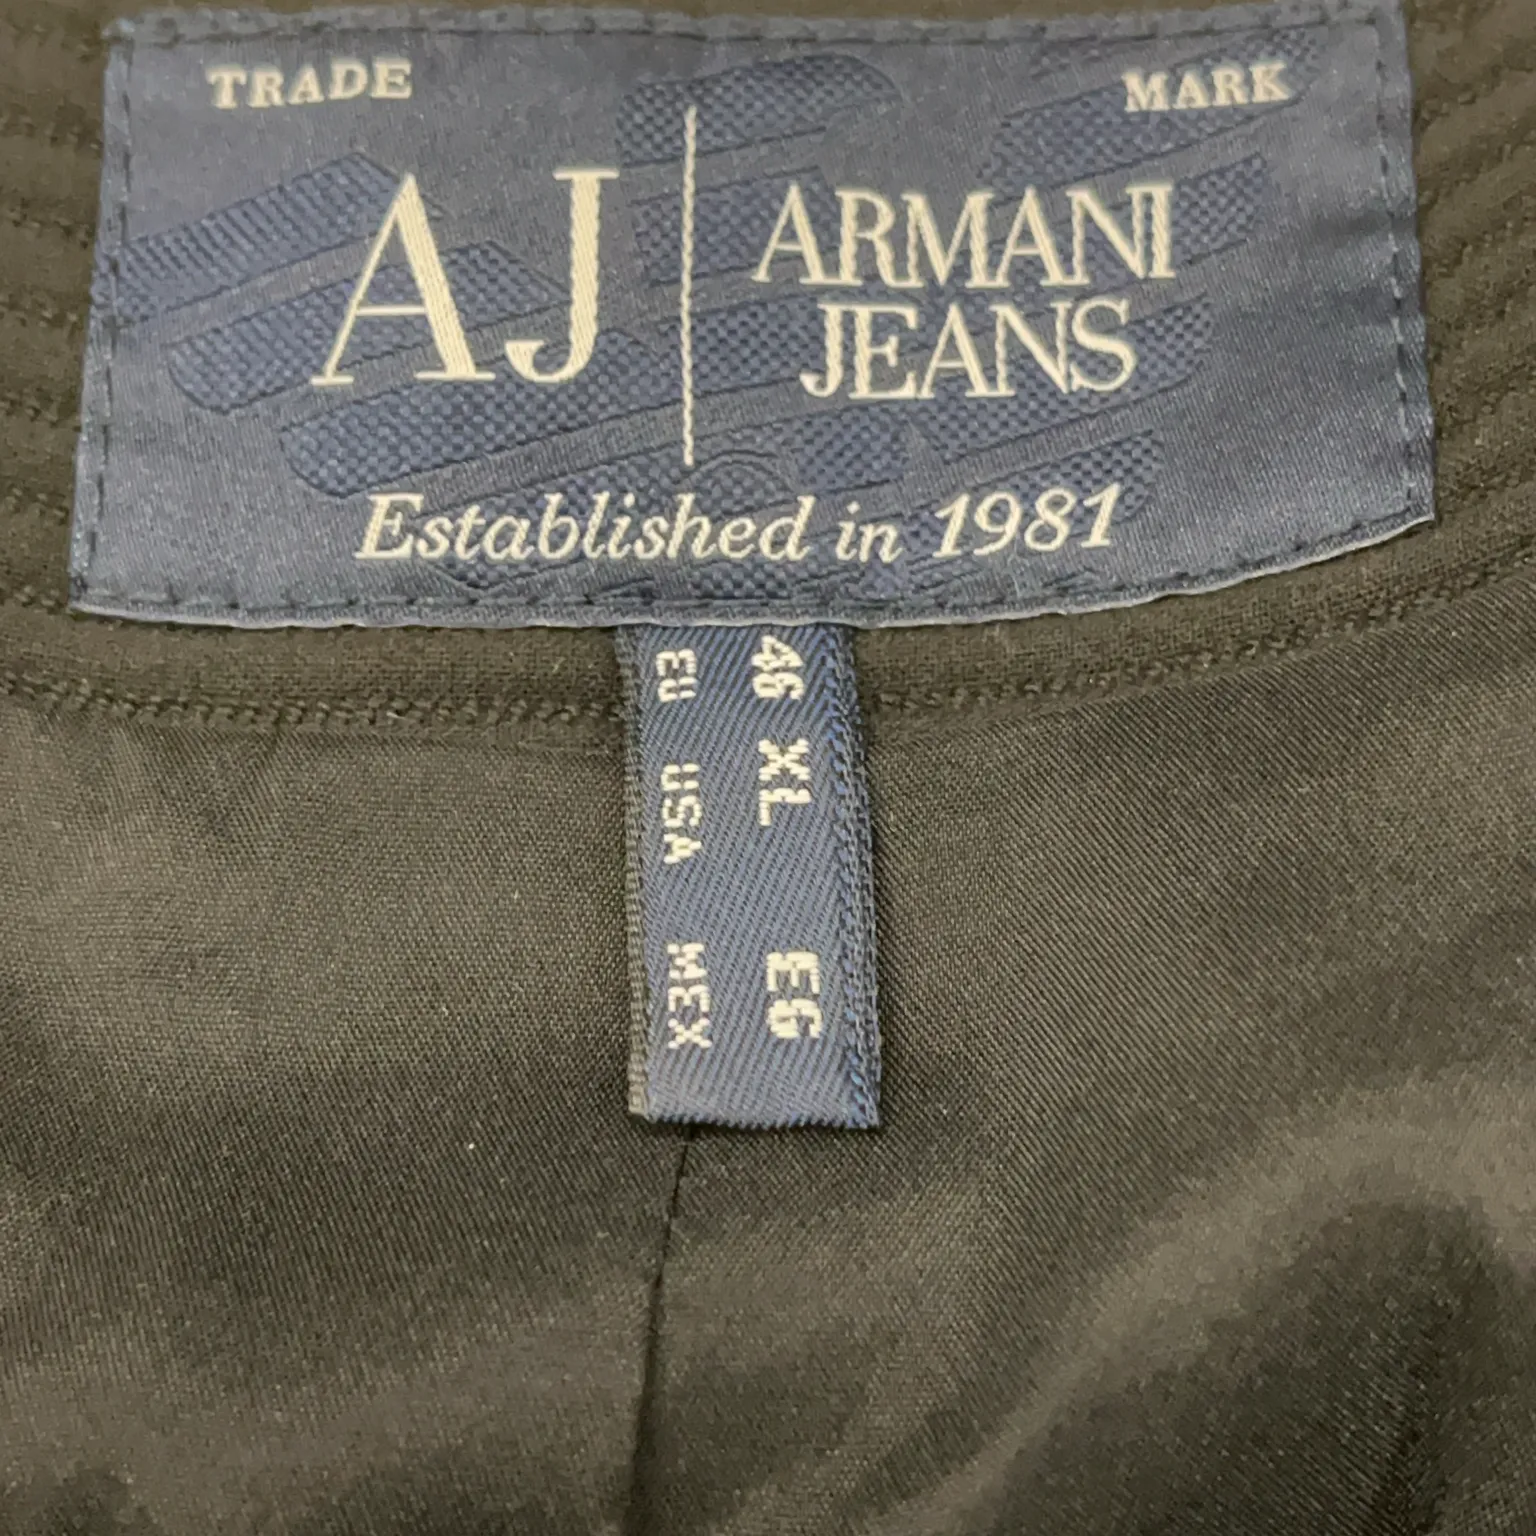 TRADE MARK
AJ
ARMANI
JEANS
Established in 1981
46 XL EG
EU USA MEX